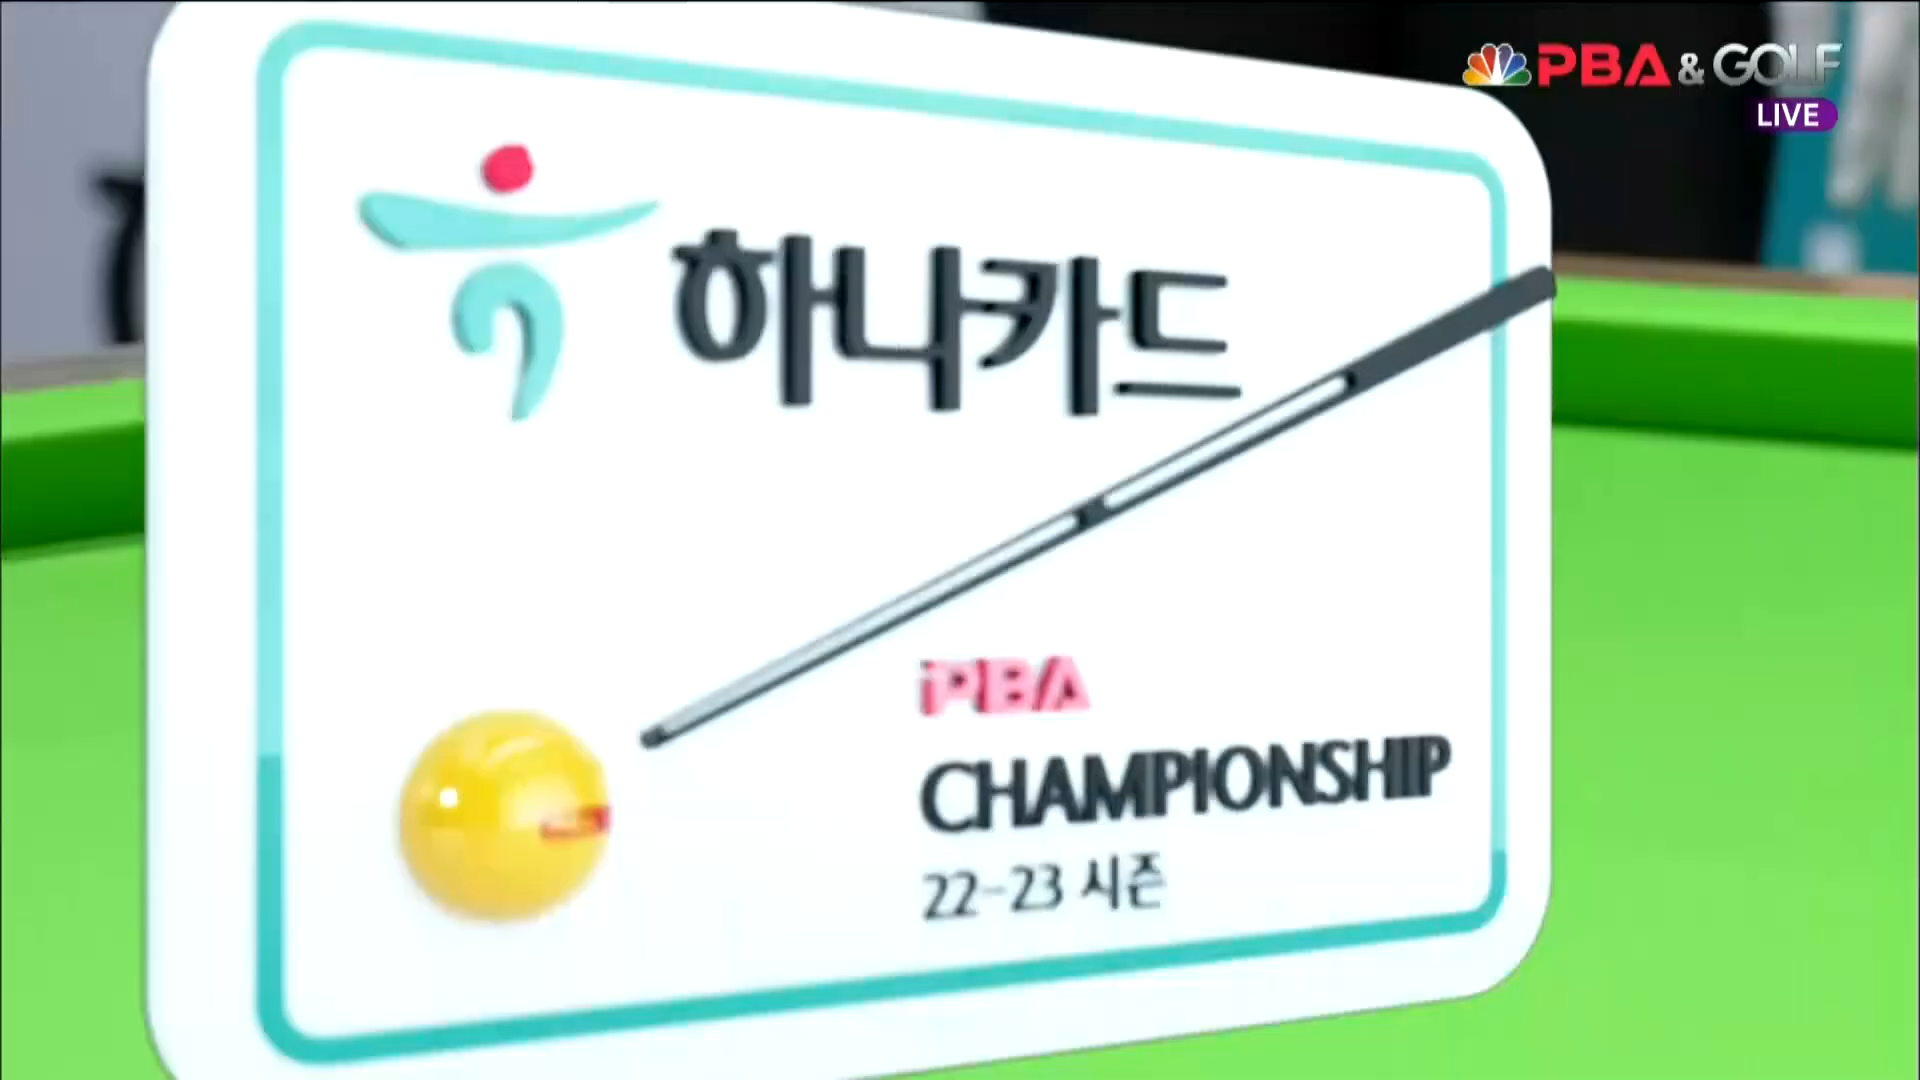 PBA & GOLF
LIVE
하나카드
PBA
CHAMPIONSHIP
22-23 시즌